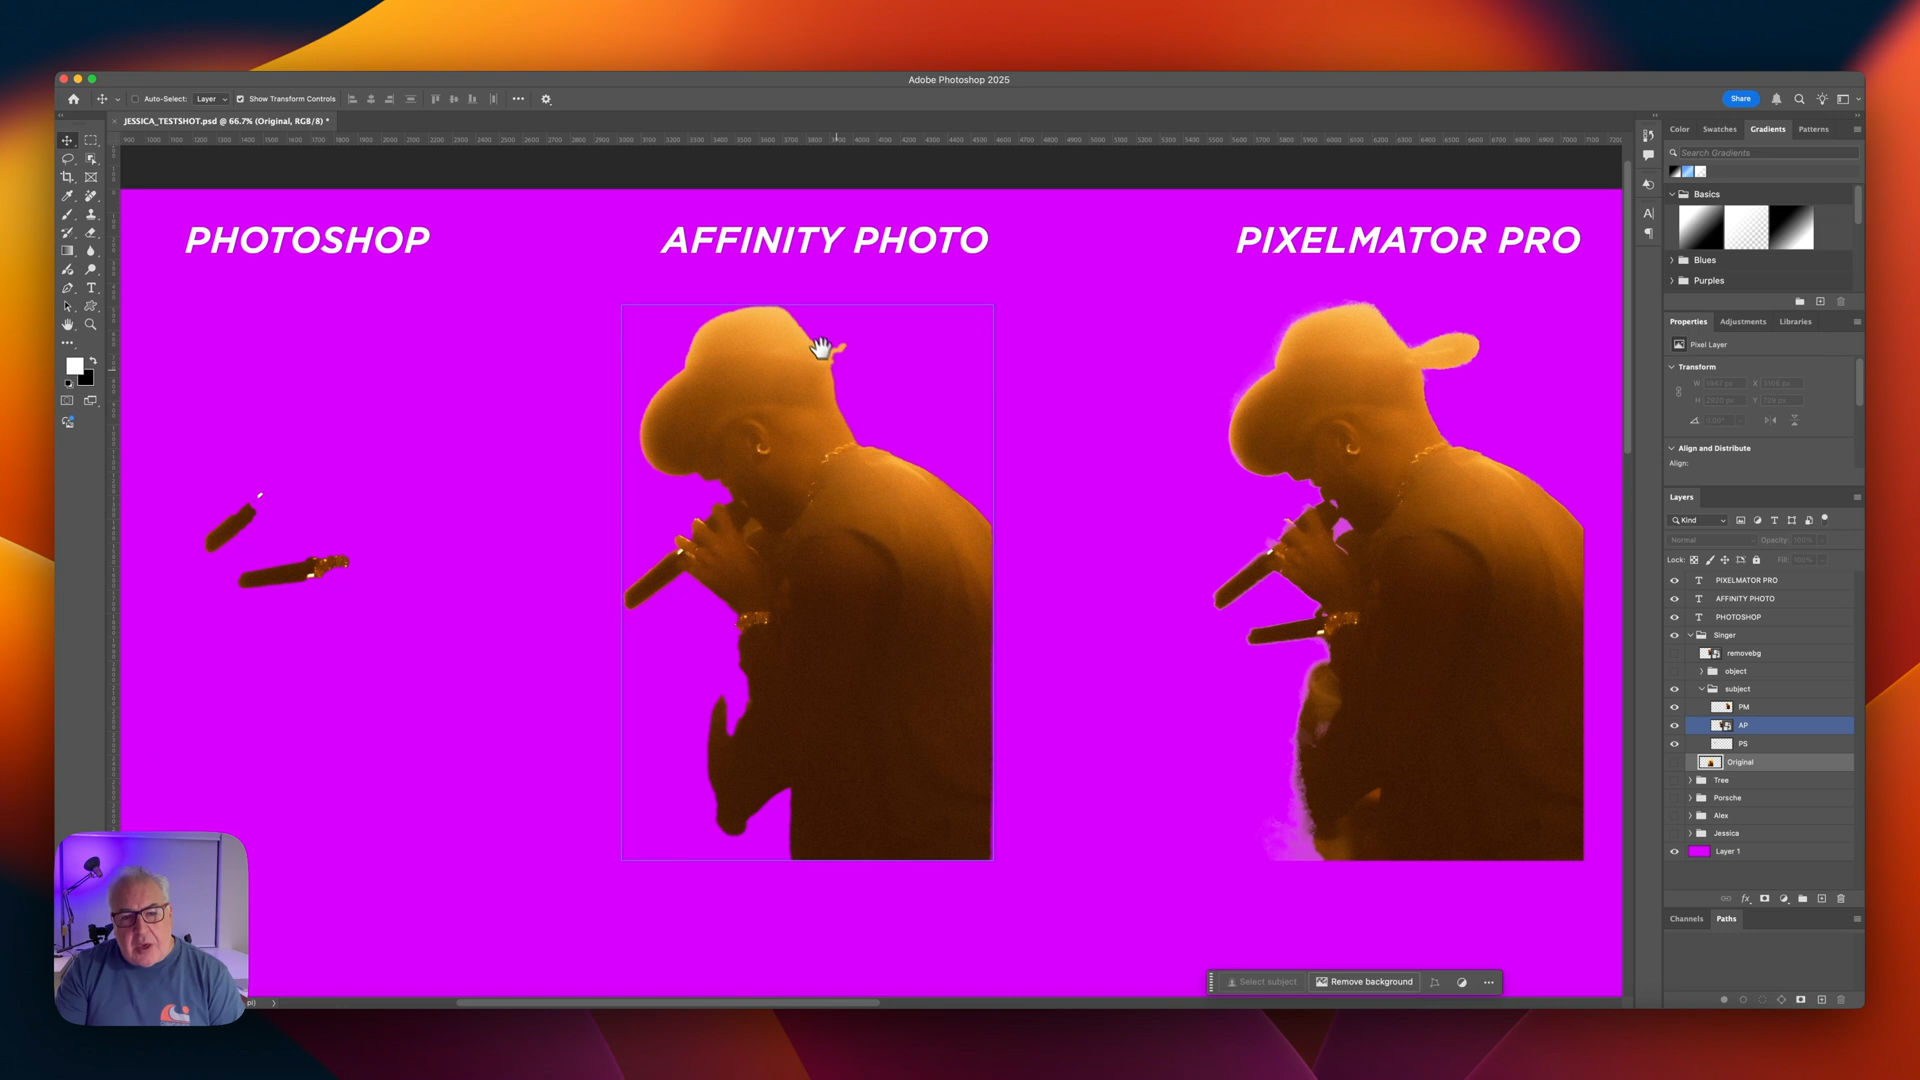 Adobe Photoshop 2025
Auto-Select: Layer Show Transform Controls
Share
JESSICA_TESTSHOT.psd @ 66.7% (Original, RGB/8) *
PHOTOSHOP
AFFINITY PHOTO
PIXELMATOR PRO
Select subject
Remove background
Color Swatches Gradients Patterns
Search Gradients
Basics
Blues
Purples
Properties Adjustments Libraries
Pixel Layer
Transform
W X
H Y
Align and Distribute
Align:
Layers
Kind
Normal Opacity: 100%
Lock: Fill: 100%
PIXELMATOR PRO
AFFINITY PHOTO
PHOTOSHOP
Singer
removebg
object
subject
PM
AP
PS
Original
Tree
Porsche
Alex
Jessica
Layer 1
Channels Paths